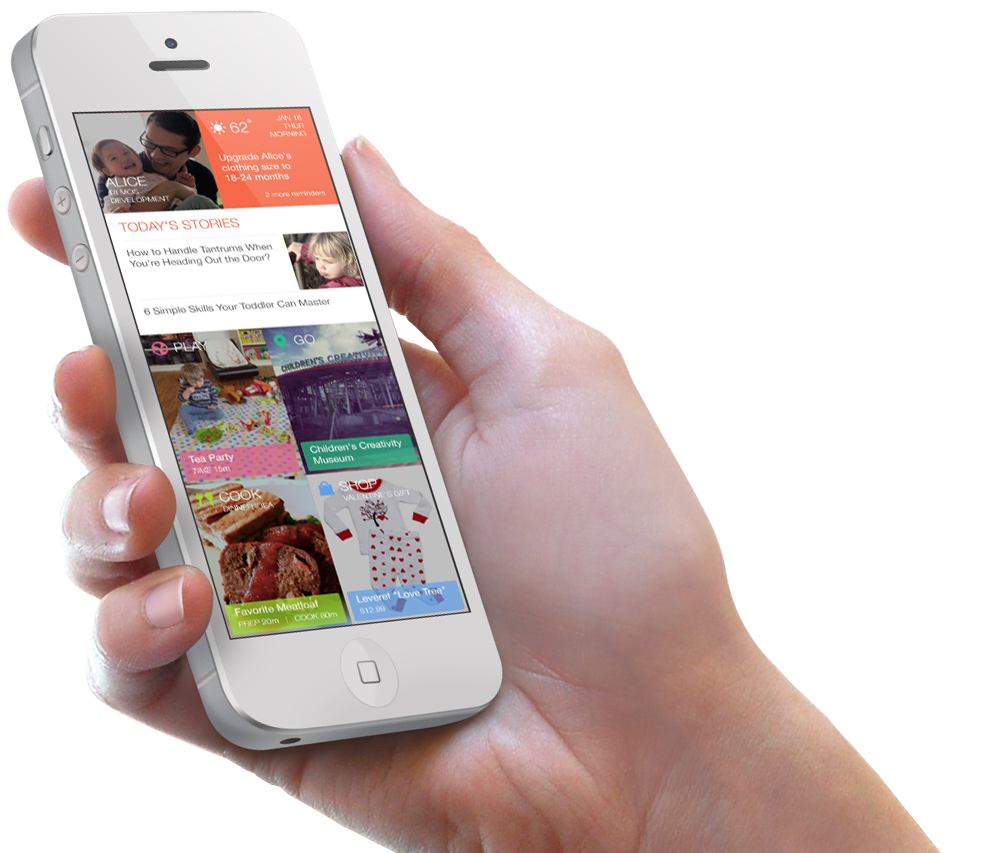 ALICE
18 MOS.
DEVELOPMENT
62°
JAN 16
THUR
MORNING
Upgrade Alice's
clothing size to
18-24 months
2 more reminders
TODAY'S STORIES
How to Handle Tantrums When
You're Heading Out the Door?
6 Simple Skills Your Toddler Can Master
PLAY
Tea Party
TIME 15m
GO
CHILDREN'S CREATIVITY
Children's Creativity
Museum
COOK
DINNER IDEA
Favorite Meatloaf
PREP 20m | COOK 60m
SHOP
VALENTINE'S GIFT
Leveret "Love Tree"
$12.99